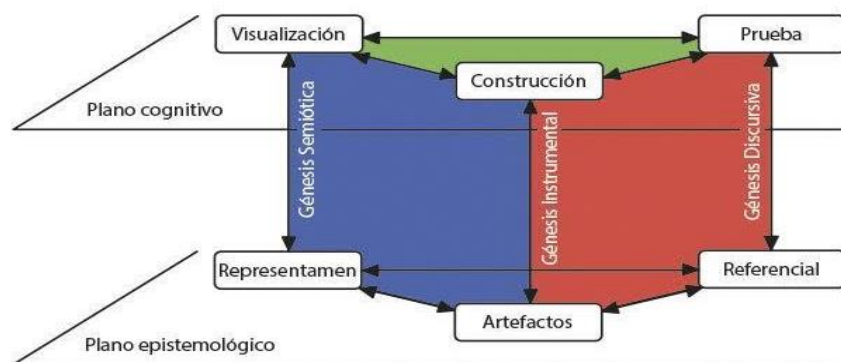 Visualización
Prueba
Construcción
Plano cognitivo
Génesis Semiótica
Génesis Instrumental
Génesis Discursiva
Representamen
Referencial
Artefactos
Plano epistemológico